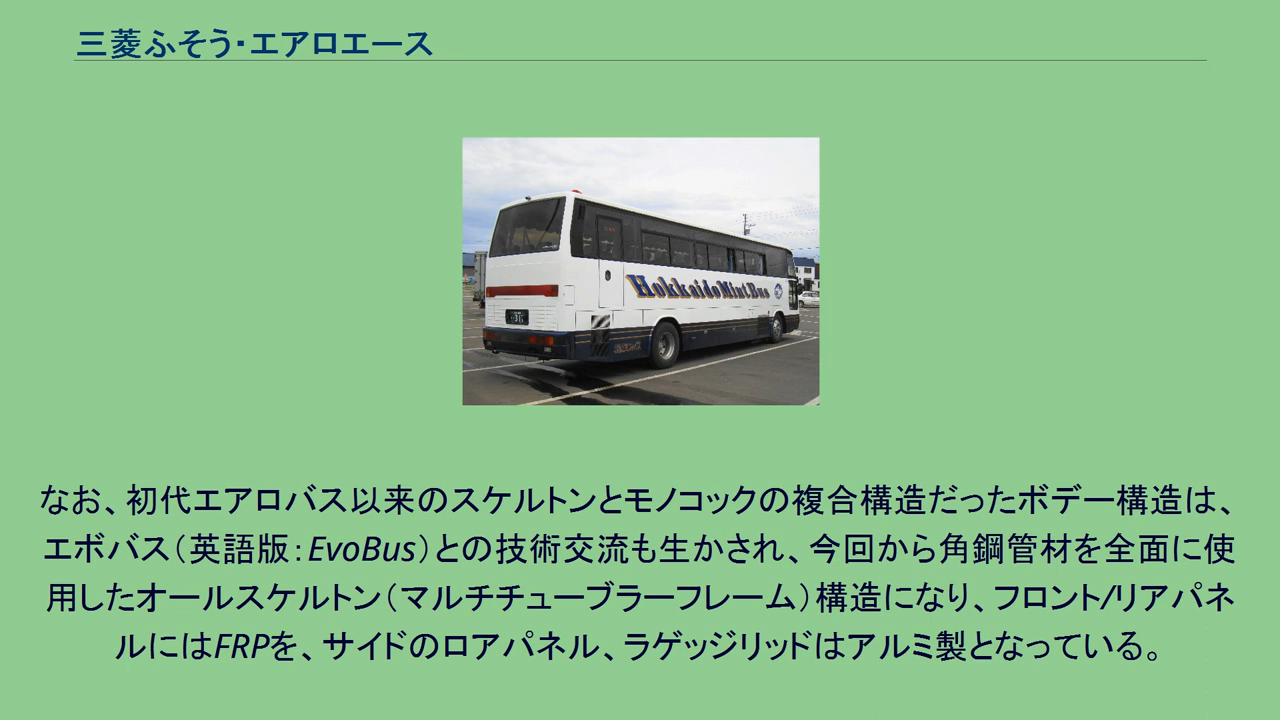 三菱ふそう・エアロエース
HokkaidoMintBus
なお、初代エアロバス以来のスケルトンとモノコックの複合構造だったボデー構造は、
エボバス（英語版：EvoBus）との技術交流も生かされ、今回から角鋼管材を全面に使
用したオールスケルトン（マルチチューブラーフレーム）構造になり、フロント/リアパネ
ルにはFRPを、サイドのロアパネル、ラゲッジリッドはアルミ製となっている。